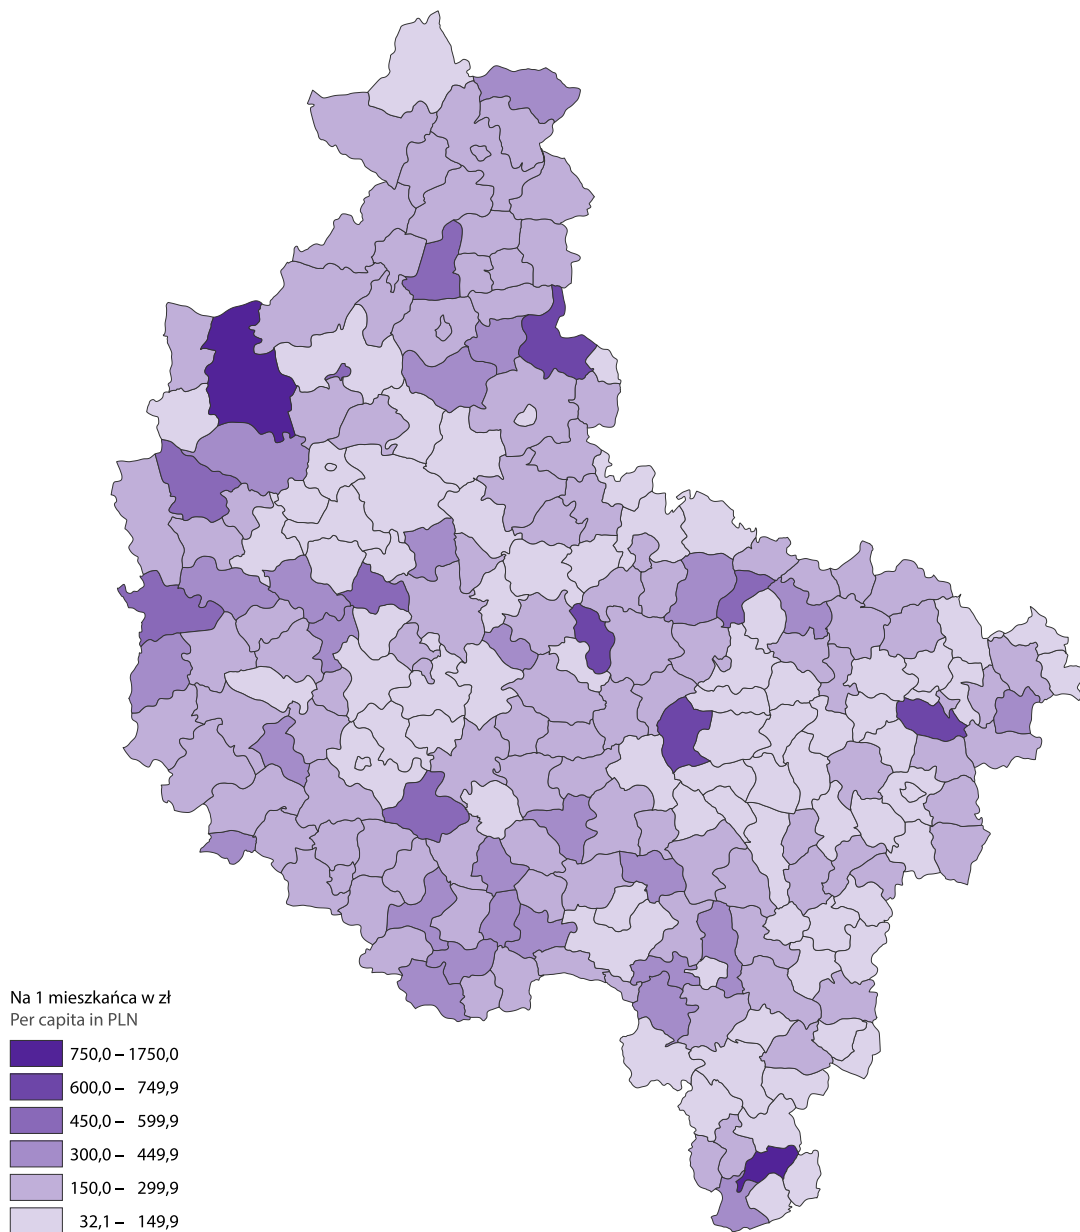 Na 1 mieszkańca w zł
Per capita in PLN
750,0 – 1750,0
600,0 – 749,9
450,0 – 599,9
300,0 – 449,9
150,0 – 299,9
32,1 – 149,9